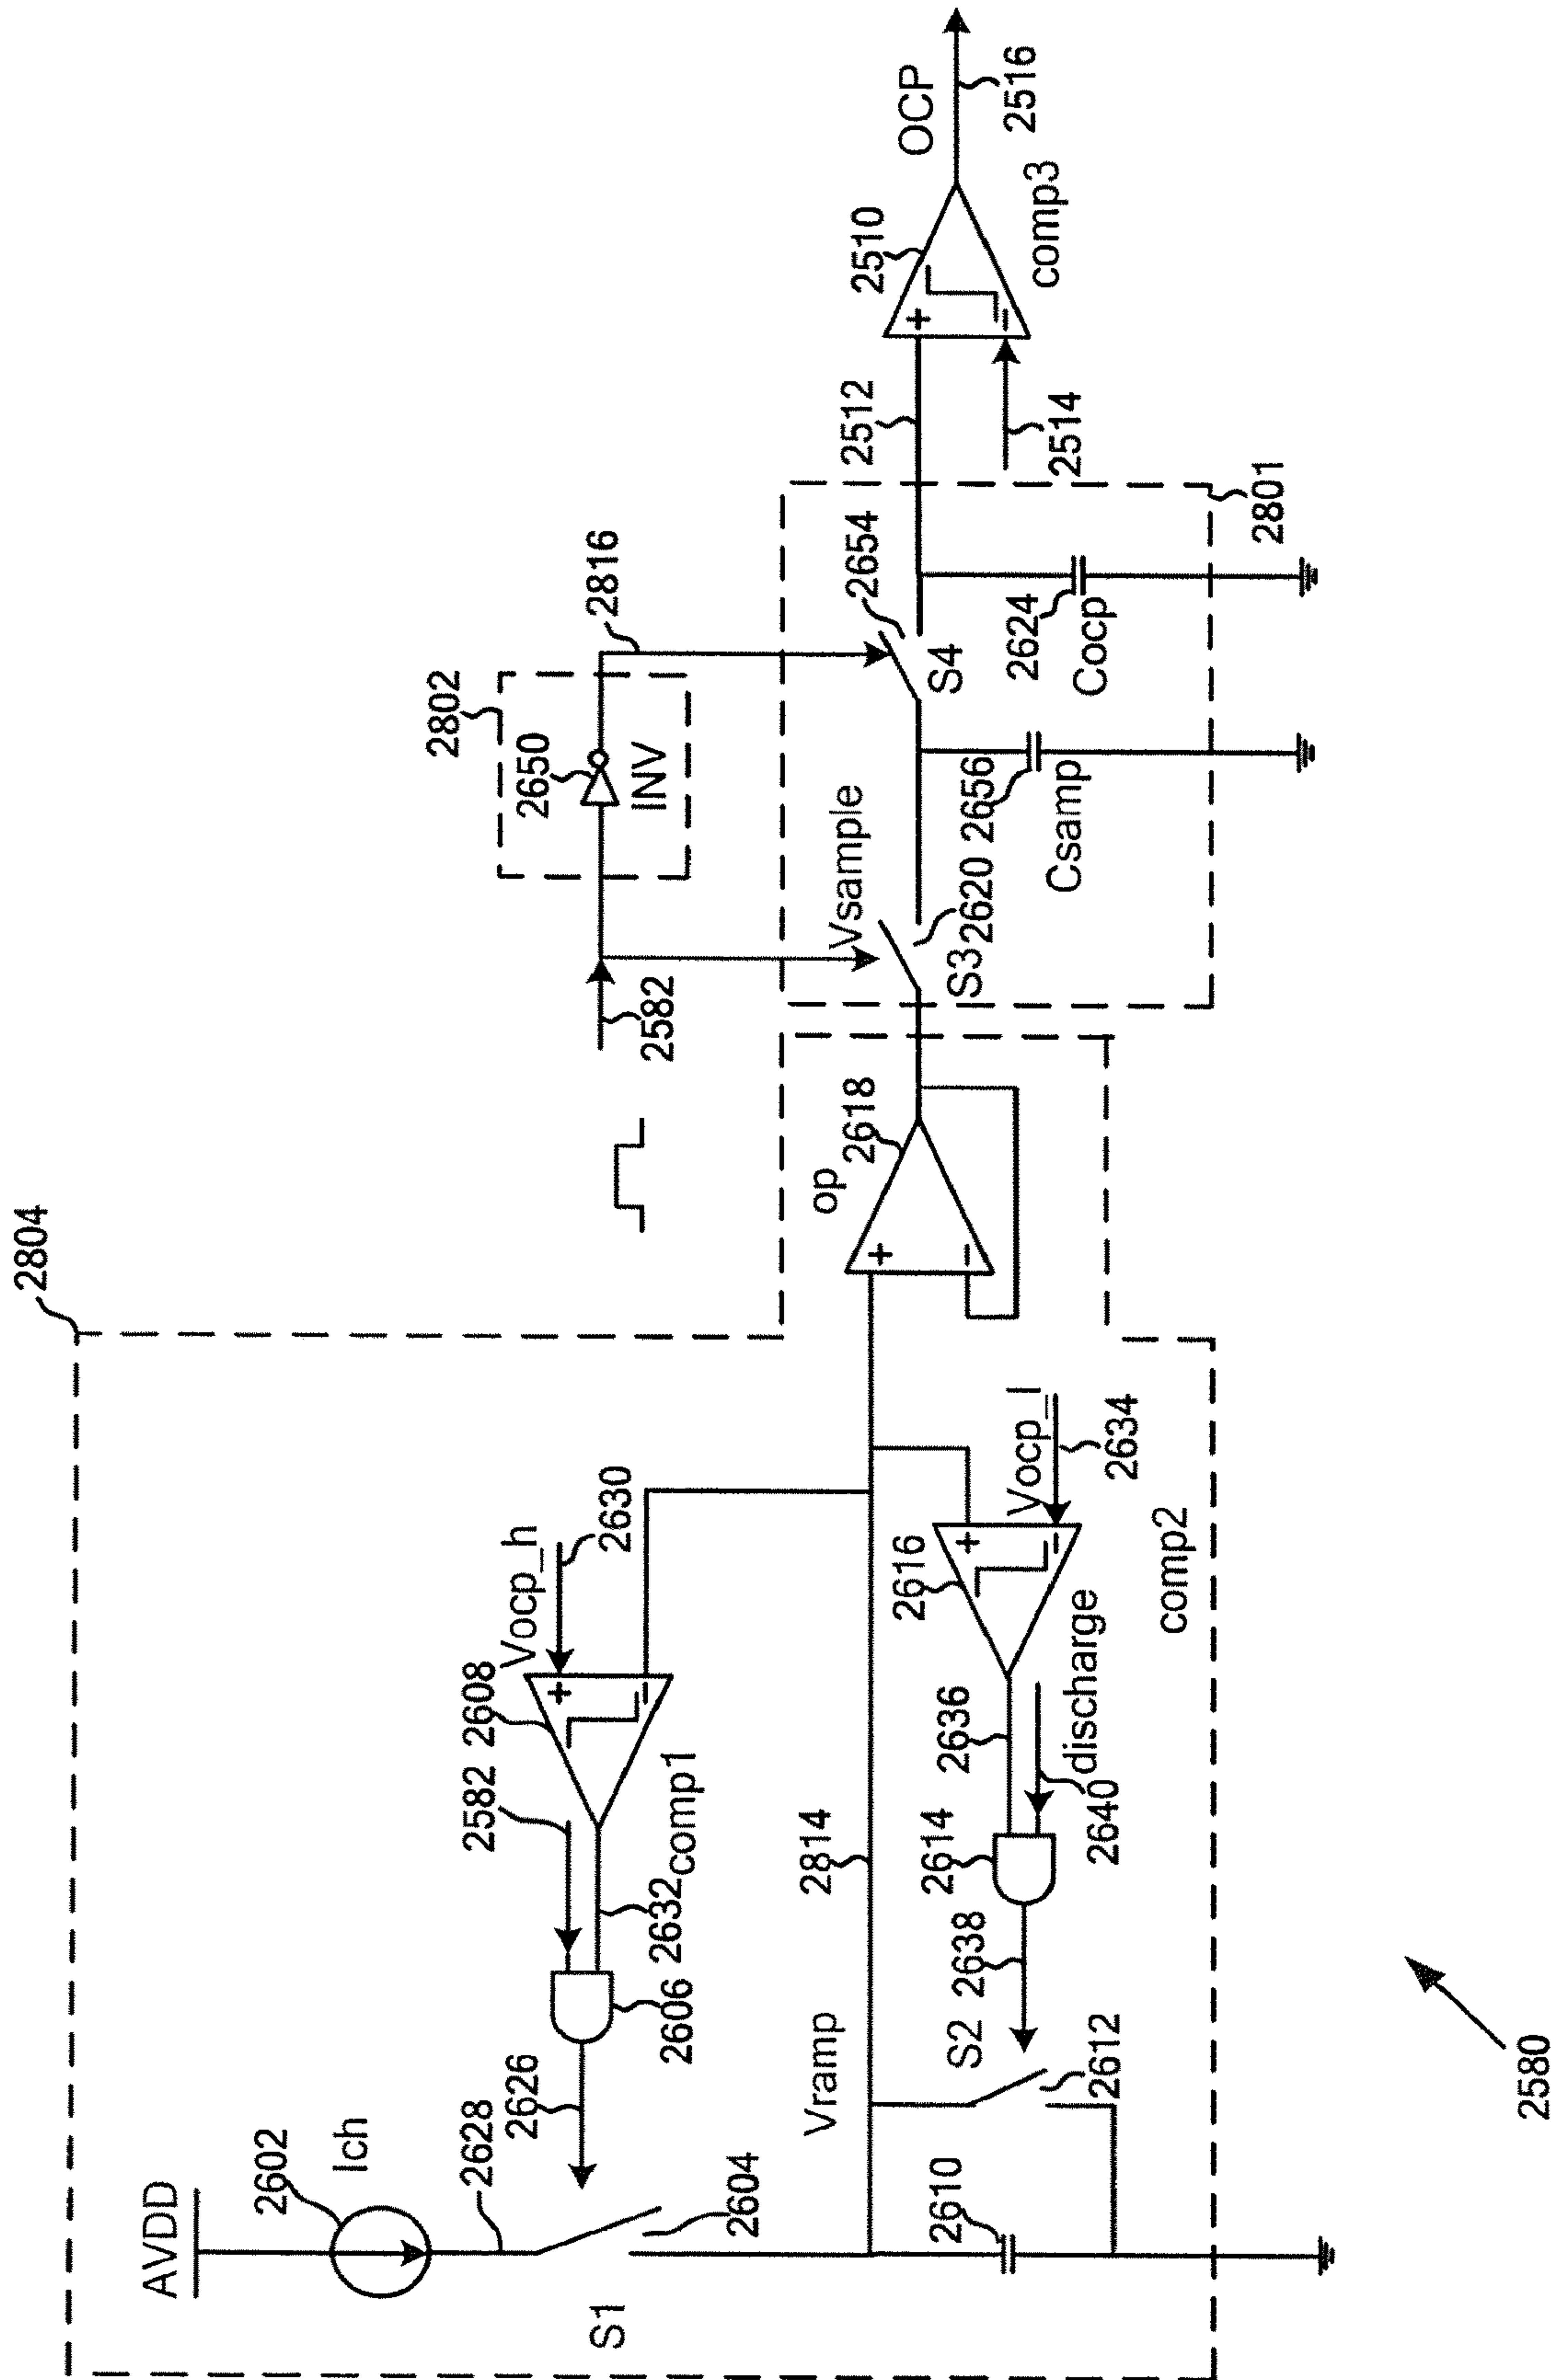 2804
AVDD
2602
Ich
2628
S1
2604
2626
2606
2632
comp1
2582
2608
Vocp_h
2630
Vramp
2814
2610
S2
2612
2638
2614
2636
2640
discharge
2616
Vocp_l
2634
comp2
op
2618
2582
2802
2650
INV
2816
Vsample
S3
2620
2656
Csamp
S4
2654
2624
Cocp
2801
2512
2514
2510
comp3
OCP
2516
2580
+
−
+
−
+
−
+
−